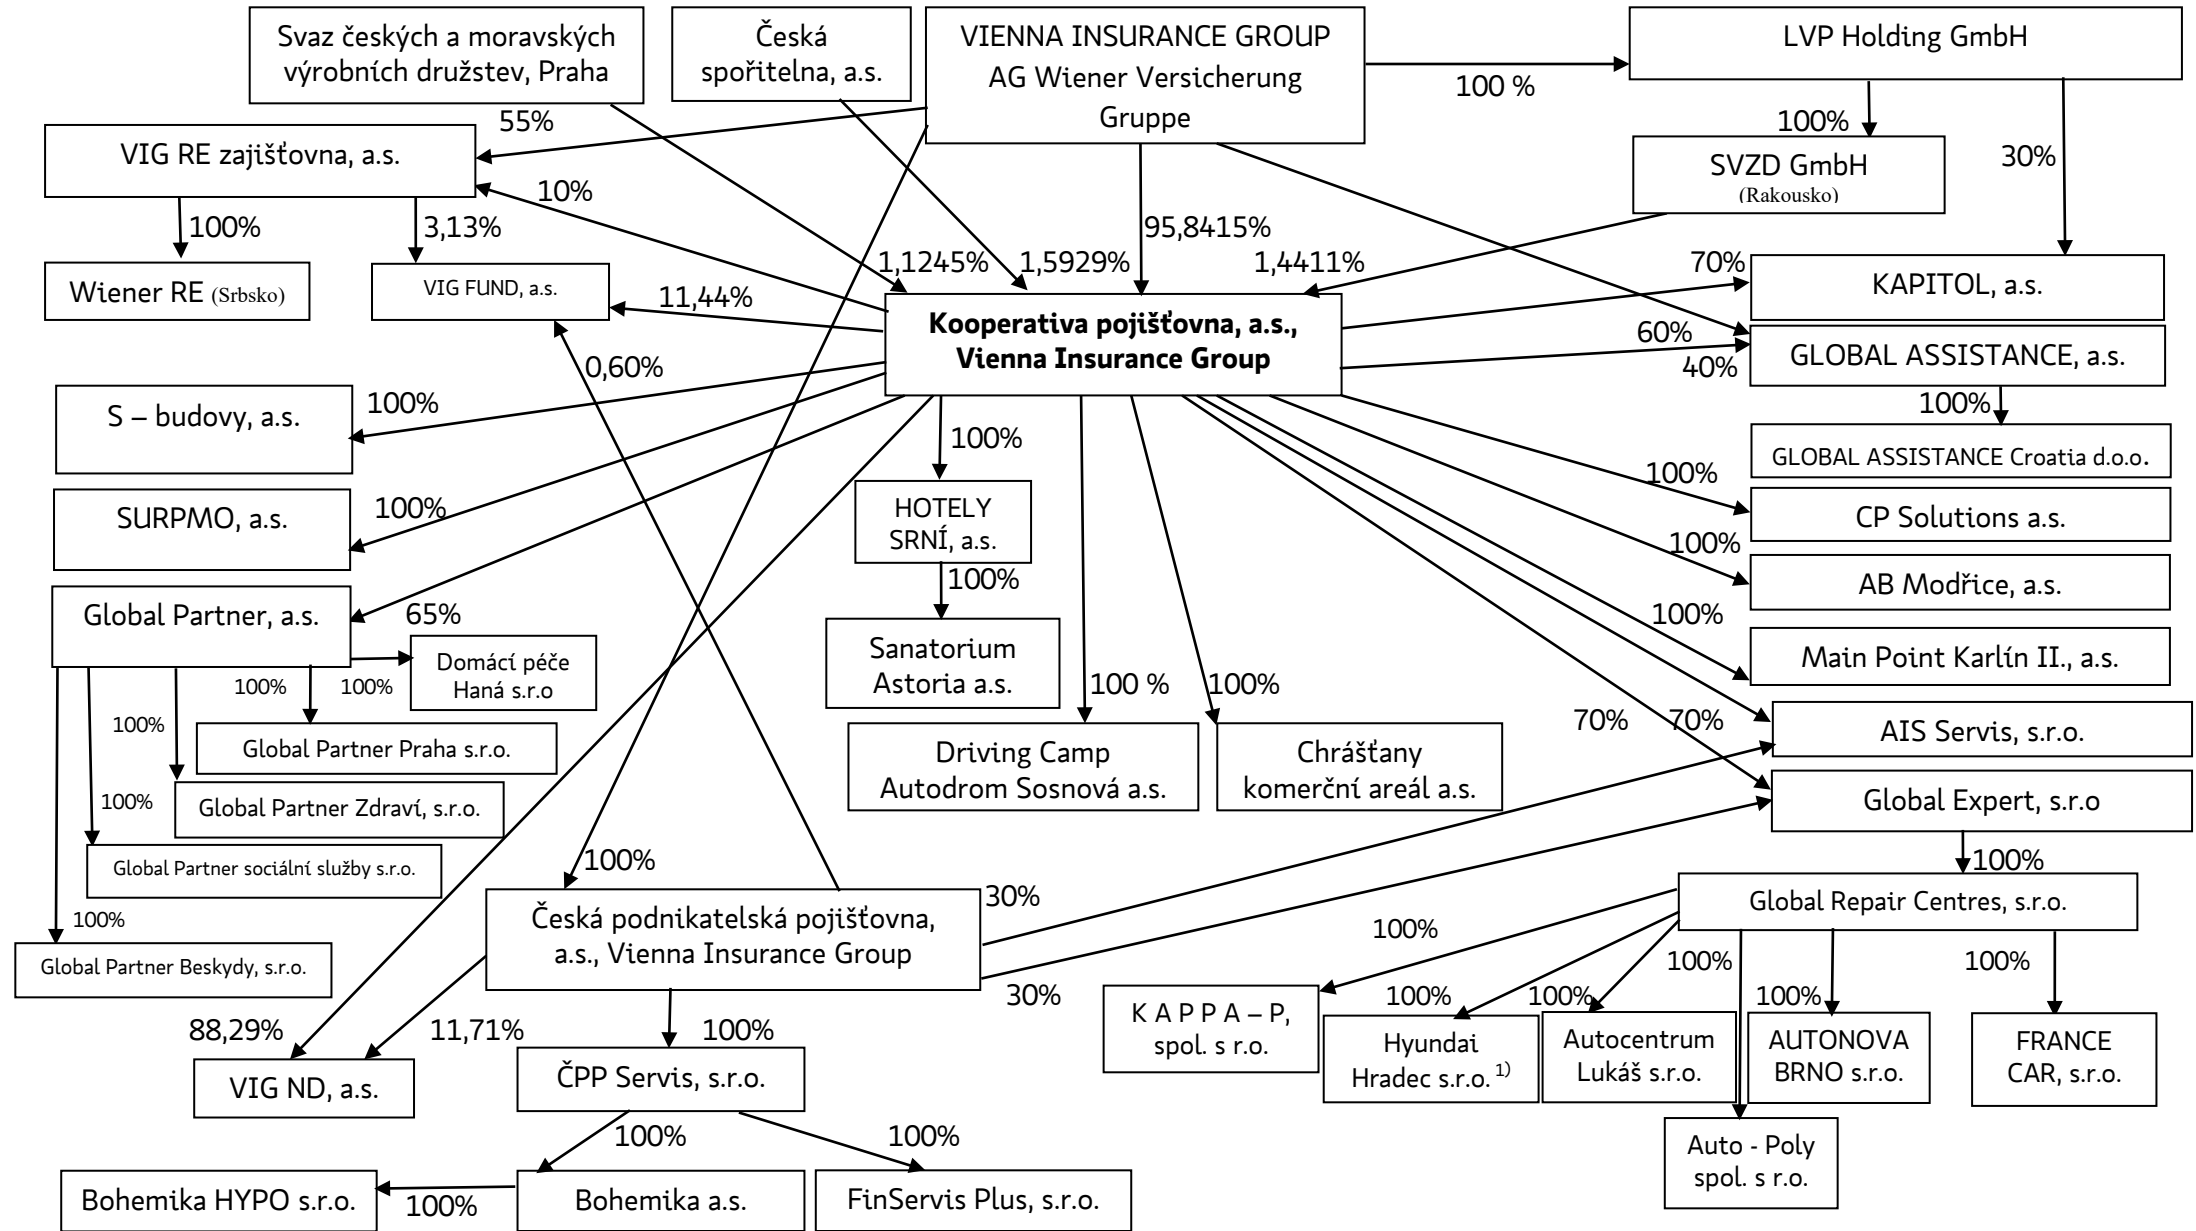 Svaz českých a moravských
výrobních družstev, Praha
Česká
spořitelna, a.s.
VIENNA INSURANCE GROUP
AG Wiener Versicherung
Gruppe
LVP Holding GmbH
100 %
55%
100%
VIG RE zajišťovna, a.s.
SVZD GmbH
(Rakousko)
30%
10%
100%
3,13%
95,8415%
1,1245%
1,5929%
1,4411%
70%
Wiener RE (Srbsko)
VIG FUND, a.s.
11,44%
KAPITOL, a.s.
Kooperativa pojišťovna, a.s.,
Vienna Insurance Group
60%
40%
GLOBAL ASSISTANCE, a.s.
0,60%
100%
S – budovy, a.s.
100%
100%
GLOBAL ASSISTANCE Croatia d.o.o.
100%
SURPMO, a.s.
100%
HOTELY
SRNÍ, a.s.
CP Solutions a.s.
100%
100%
AB Modřice, a.s.
Global Partner, a.s.
65%
100%
Sanatorium
Astoria a.s.
Main Point Karlín II., a.s.
Domácí péče
Haná s.r.o
100%
100%
100 %
100%
70%
70%
AIS Servis, s.r.o.
100%
Global Partner Praha s.r.o.
Driving Camp
Autodrom Sosnová a.s.
Chrášťany
komerční areál a.s.
100%
Global Partner Zdraví, s.r.o.
Global Expert, s.r.o
100%
100%
Global Partner sociální služby s.r.o.
30%
Global Repair Centres, s.r.o.
100%
Česká podnikatelská pojišťovna,
a.s., Vienna Insurance Group
100%
Global Partner Beskydy, s.r.o.
100%
100%
30%
100%
100%
100%
K A P P A – P,
spol. s r.o.
Hyundai
Hradec s.r.o. 1)
Autocentrum
Lukáš s.r.o.
AUTONOVA
BRNO s.r.o.
FRANCE
CAR, s.r.o.
88,29%
11,71%
100%
VIG ND, a.s.
ČPP Servis, s.r.o.
100%
100%
Auto - Poly
spol. s r.o.
Bohemika HYPO s.r.o.
100%
Bohemika a.s.
FinServis Plus, s.r.o.